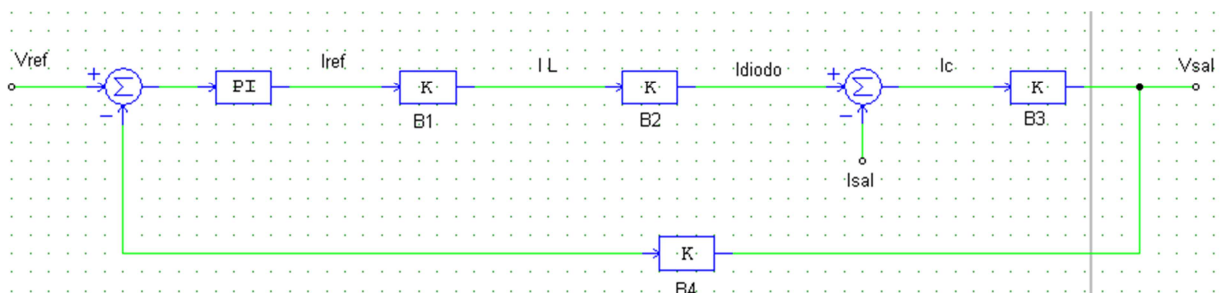 Vref
+
Σ
−
PI
Iref
K
B1
I L
K
B2
Idiodo
+
Σ
−
Isal
Ic
K
B3
Vsal
K
B4